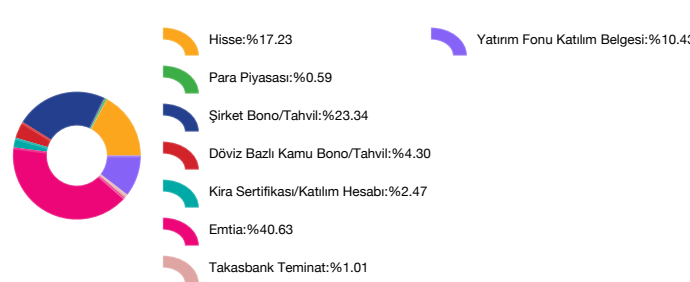 Hisse:%17.23
Yatırım Fonu Katılım Belgesi:%10.43
Para Piyasası:%0.59
Şirket Bono/Tahvil:%23.34
Döviz Bazlı Kamu Bono/Tahvil:%4.30
Kira Sertifikası/Katılım Hesabı:%2.47
Emtia:%40.63
Takasbank Teminat:%1.01